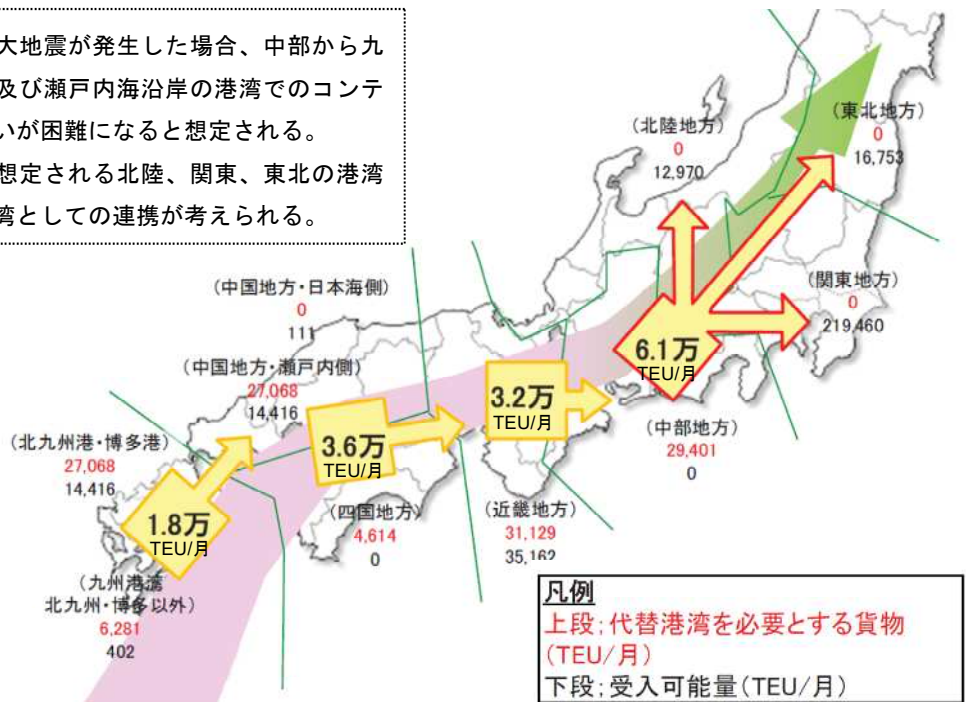 大地震が発生した場合、中部から九
及び瀬戸内海沿岸の港湾でのコンテ
いが困難になると想定される。
想定される北陸、関東、東北の港湾
湾としての連携が考えられる。
(東北地方)
0
16,753
(北陸地方)
0
12,970
(関東地方)
0
219,460
(中国地方・日本海側)
0
111
(中国地方・瀬戸内側)
27,068
14,416
6.1万
TEU/月
3.2万
TEU/月
3.6万
TEU/月
(中部地方)
29,401
0
(北九州港・博多港)
27,068
14,416
1.8万
TEU/月
(四国地方)
4,614
0
(近畿地方)
31,129
35,162
(九州港湾
北九州・博多以外)
6,281
402
凡例
上段;代替港湾を必要とする貨物
(TEU/月)
下段;受入可能量(TEU/月)